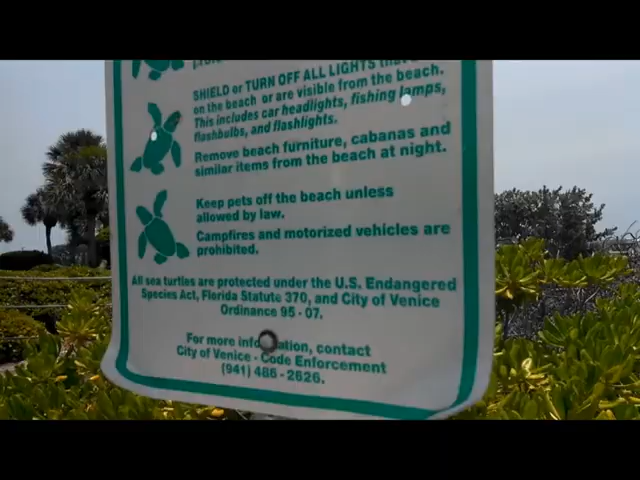 SHIELD or TURN OFF ALL LIGHTS that
on the beach or are visible from the beach.
This includes car headlights, fishing lamps,
flashbulbs, and flashlights.
Remove beach furniture, cabanas and
similar items from the beach at night.
Keep pets off the beach unless
allowed by law.
Campfires and motorized vehicles are
prohibited.
All sea turtles are protected under the U.S. Endangered
Species Act, Florida Statute 370, and City of Venice
Ordinance 95 - 07.
For more information, contact
City of Venice - Code Enforcement
(941) 486 - 2626.